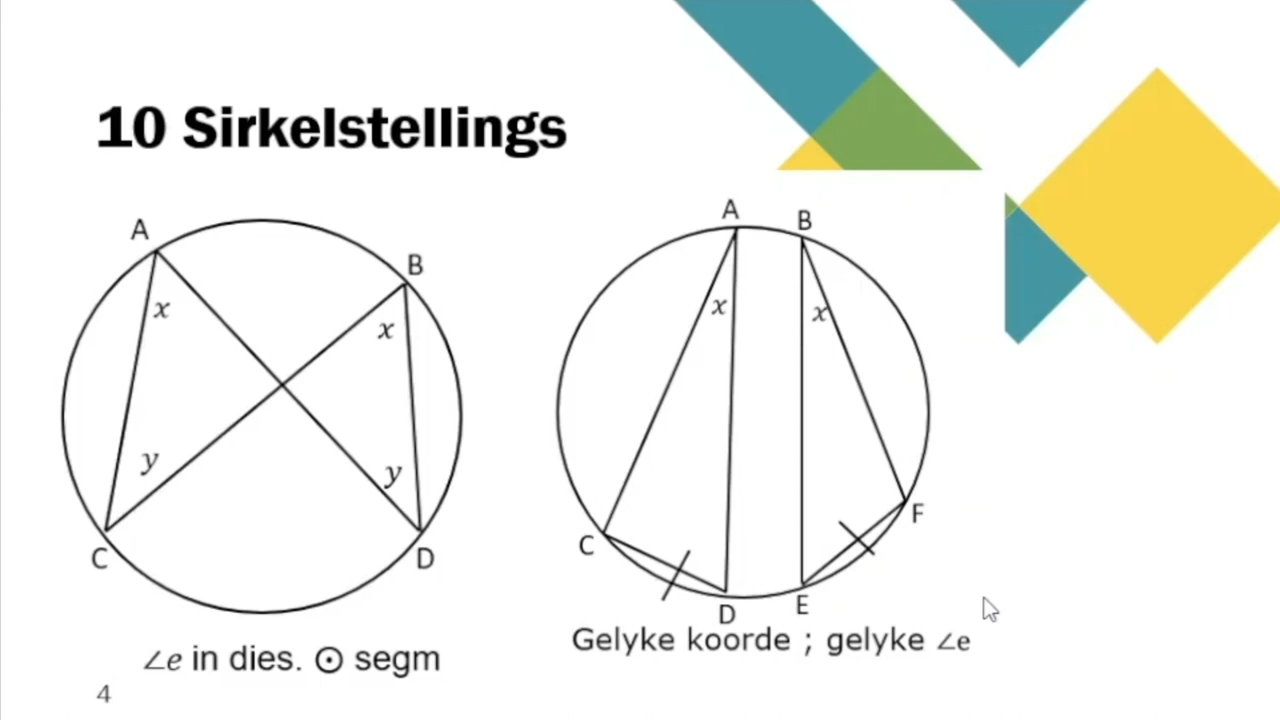 10 Sirkelstellings
A
B
x
x
y
y
C
D
∠e in dies. ⊙ segm
A
B
x
x
C
F
D
E
Gelyke koorde ; gelyke ∠e
4